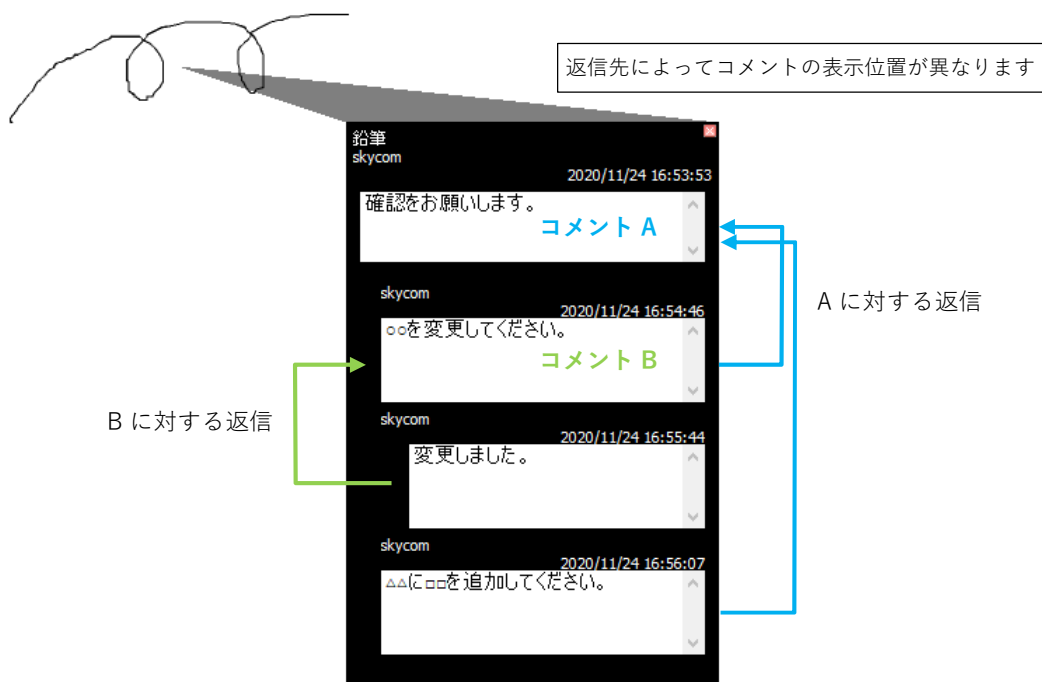 返信先によってコメントの表示位置が異なります
鉛筆
skycom
2020/11/24 16:53:53
確認をお願いします。
コメント A
skycom
2020/11/24 16:54:46
○○を変更してください。
コメント B
A に対する返信
B に対する返信
skycom
2020/11/24 16:55:44
変更しました。
skycom
2020/11/24 16:56:07
△△に□□を追加してください。